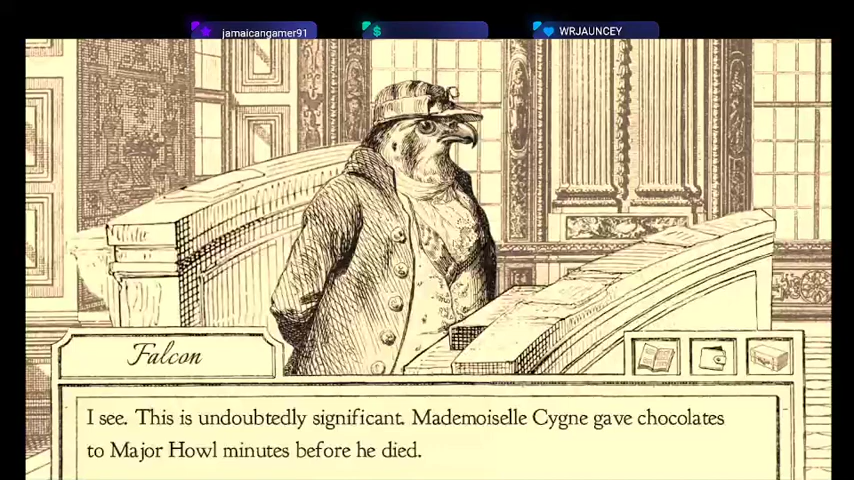 jamaicangamer91
$
WRJAUNCEY
Falcon
I see. This is undoubtedly significant. Mademoiselle Cygne gave chocolates
to Major Howl minutes before he died.